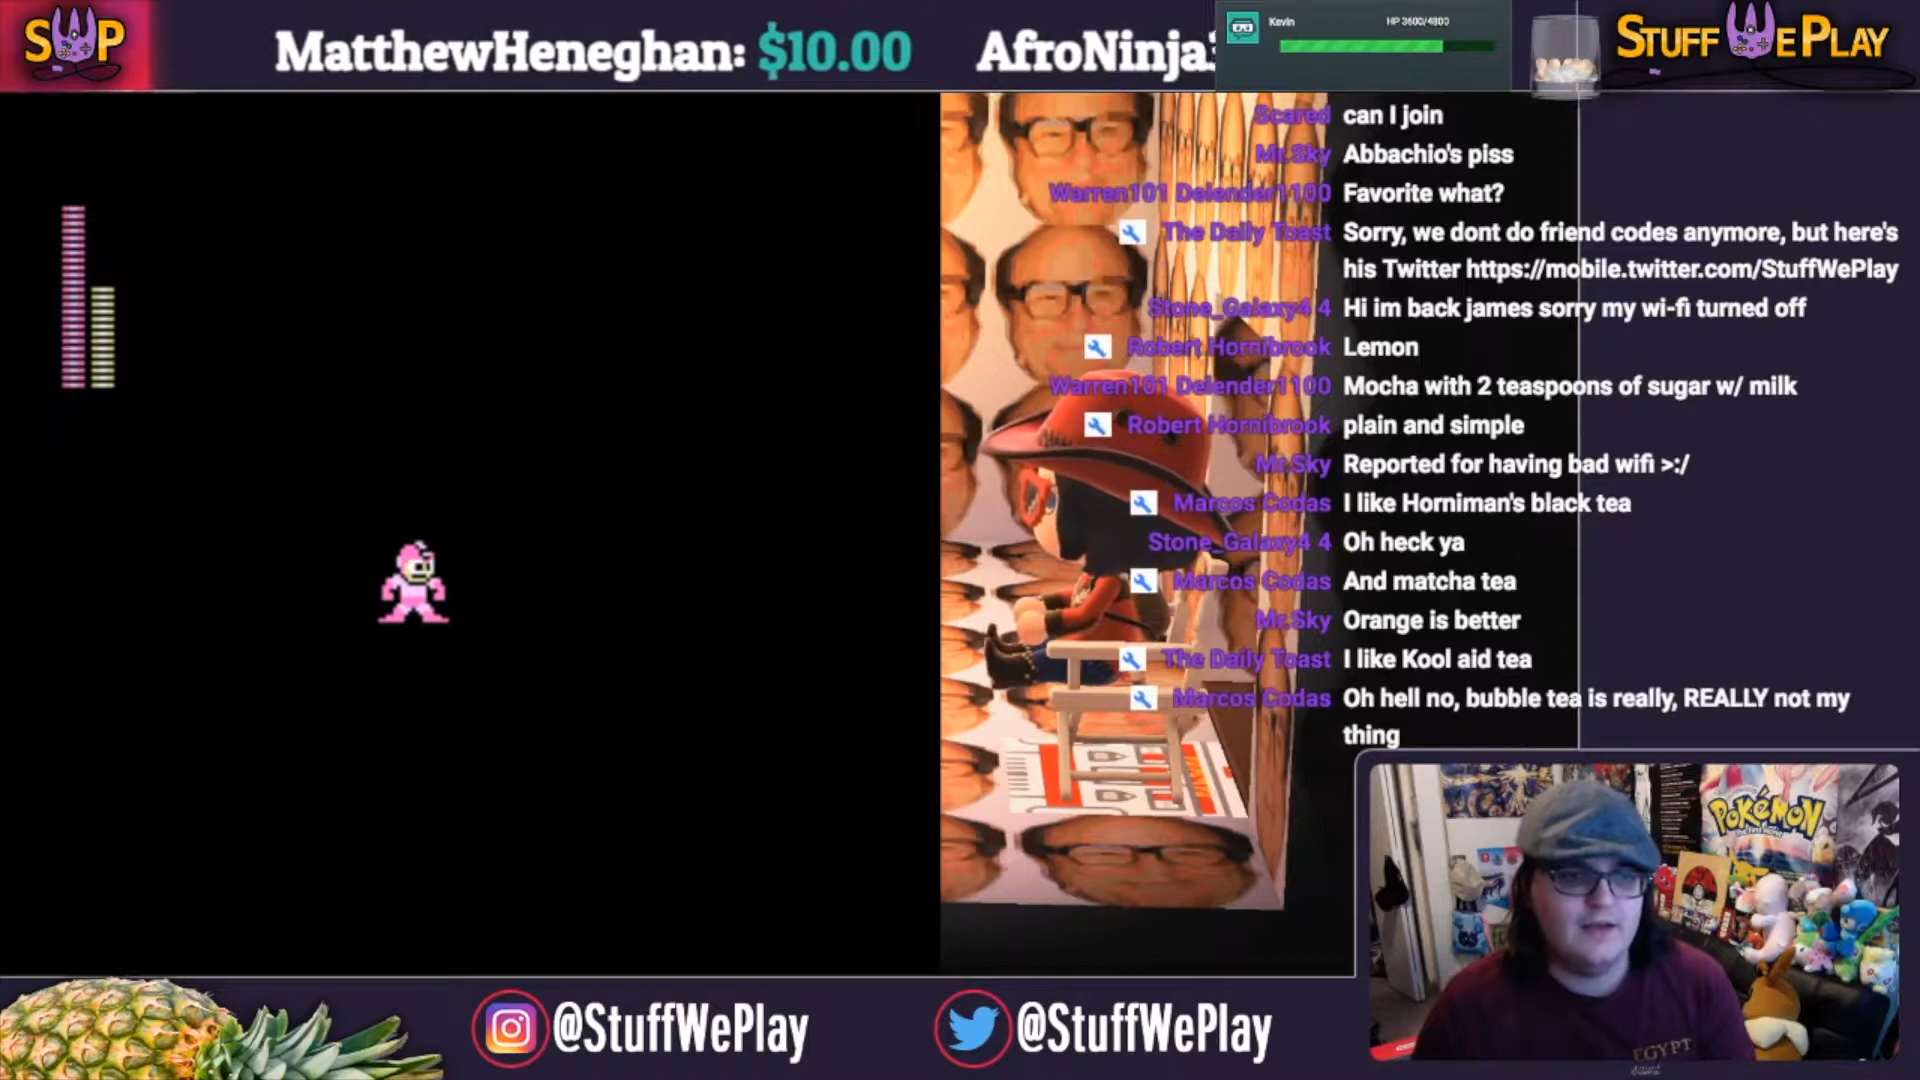 SUP
MatthewHeneghan: $10.00
AfroNinja
Kevin
HP 3600/4800
STUFF WE PLAY
Scared can I join
Mr.Sky Abbachio's piss
Warren101 Delender1100 Favorite what?
The Daily Toast Sorry, we dont do friend codes anymore, but here's
his Twitter https://mobile.twitter.com/StuffWePlay
Stone_Galaxy4 4 Hi im back james sorry my wi-fi turned off
Robert Hornibrook Lemon
Warren101 Delender1100 Mocha with 2 teaspoons of sugar w/ milk
Robert Hornibrook plain and simple
Mr.Sky Reported for having bad wifi >:/
Marcos Codas I like Horniman's black tea
Stone_Galaxy4 4 Oh heck ya
Marcos Codas And matcha tea
Mr.Sky Orange is better
The Daily Toast I like Kool aid tea
Marcos Codas Oh hell no, bubble tea is really, REALLY not my
thing
POKÉMON
EGYPT
@StuffWePlay
@StuffWePlay